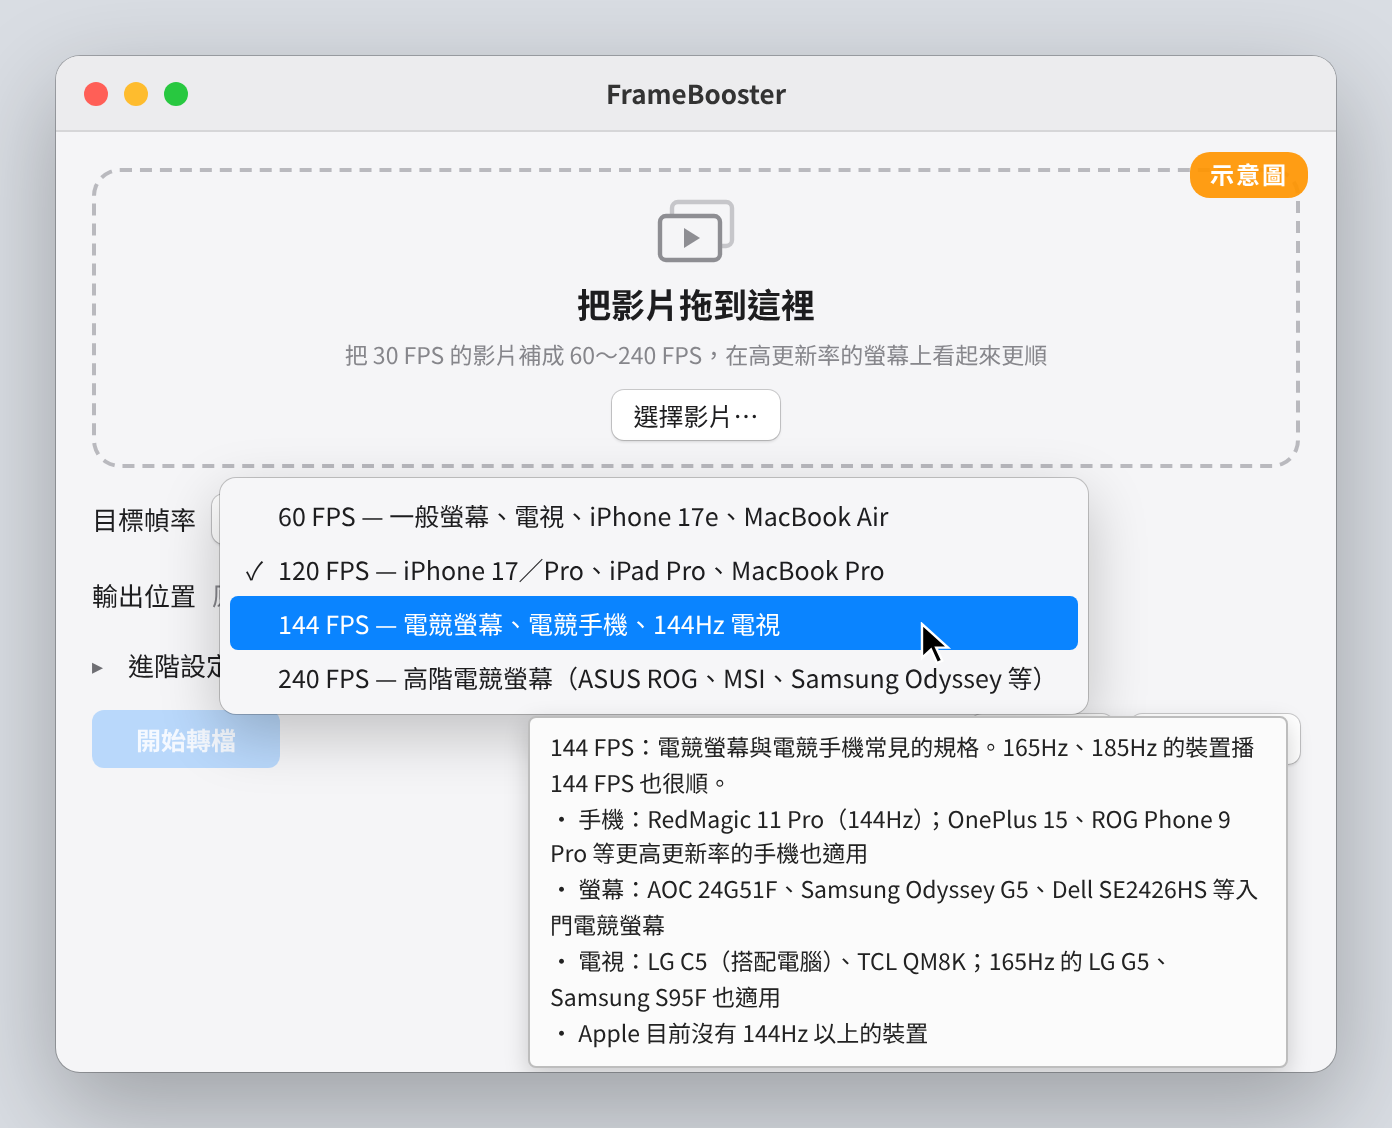 FrameBooster
示意圖
把影片拖到這裡
把 30 FPS 的影片補成 60～240 FPS，在高更新率的螢幕上看起來更順
選擇影片…
目標幀率
60 FPS — 一般螢幕、電視、iPhone 17e、MacBook Air
✓ 120 FPS — iPhone 17／Pro、iPad Pro、MacBook Pro
輸出位置
144 FPS — 電競螢幕、電競手機、144Hz 電視
▸ 進階設定
240 FPS — 高階電競螢幕（ASUS ROG、MSI、Samsung Odyssey 等）
開始轉檔
144 FPS：電競螢幕與電競手機常見的規格。165Hz、185Hz 的裝置播
144 FPS 也很順。
・ 手機：RedMagic 11 Pro（144Hz）；OnePlus 15、ROG Phone 9
Pro 等更高更新率的手機也適用
・ 螢幕：AOC 24G51F、Samsung Odyssey G5、Dell SE2426HS 等入
門電競螢幕
・ 電視：LG C5（搭配電腦）、TCL QM8K；165Hz 的 LG G5、
Samsung S95F 也適用
・ Apple 目前沒有 144Hz 以上的裝置